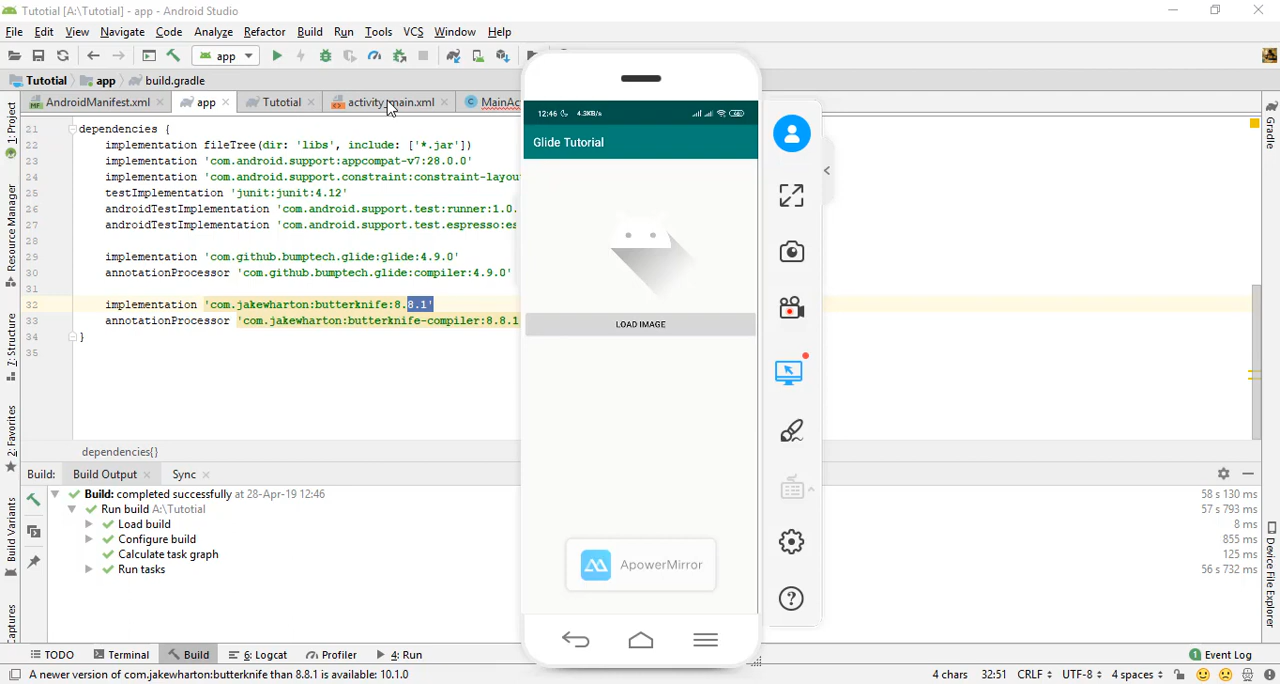 Tutotial [A:\Tutotial] - app - Android Studio
File Edit View Navigate Code Analyze Refactor Build Run Tools VCS Window Help
app
Tutotial app build.gradle
AndroidManifest.xml app Tutotial activity_main.xml MainAc
21 dependencies {
22 implementation fileTree(dir: 'libs', include: ['*.jar'])
23 implementation 'com.android.support:appcompat-v7:28.0.0'
24 implementation 'com.android.support.constraint:constraint-layou
25 testImplementation 'junit:junit:4.12'
26 androidTestImplementation 'com.android.support.test:runner:1.0.
27 androidTestImplementation 'com.android.support.test.espresso:es
28
29 implementation 'com.github.bumptech.glide:glide:4.9.0'
30 annotationProcessor 'com.github.bumptech.glide:compiler:4.9.0'
31
32 implementation 'com.jakewharton:butterknife:8.8.1'
33 annotationProcessor 'com.jakewharton:butterknife-compiler:8.8.1
34 }
35
dependencies{}
12:46 4.3KB/s
Glide Tutorial
LOAD IMAGE
ApowerMirror
1: Project
Resource Manager
Z: Structure
2: Favorites
Build Variants
Captures
Gradle
Device File Explorer
Build: Build Output Sync
Build: completed successfully at 28-Apr-19 12:46 58 s 130 ms
Run build A:\Tutotial 57 s 793 ms
Load build 8 ms
Configure build 855 ms
Calculate task graph 125 ms
Run tasks 56 s 732 ms
TODO Terminal Build 6: Logcat Profiler 4: Run 1 Event Log
A newer version of com.jakewharton:butterknife than 8.8.1 is available: 10.1.0 4 chars 32:51 CRLF UTF-8 4 spaces